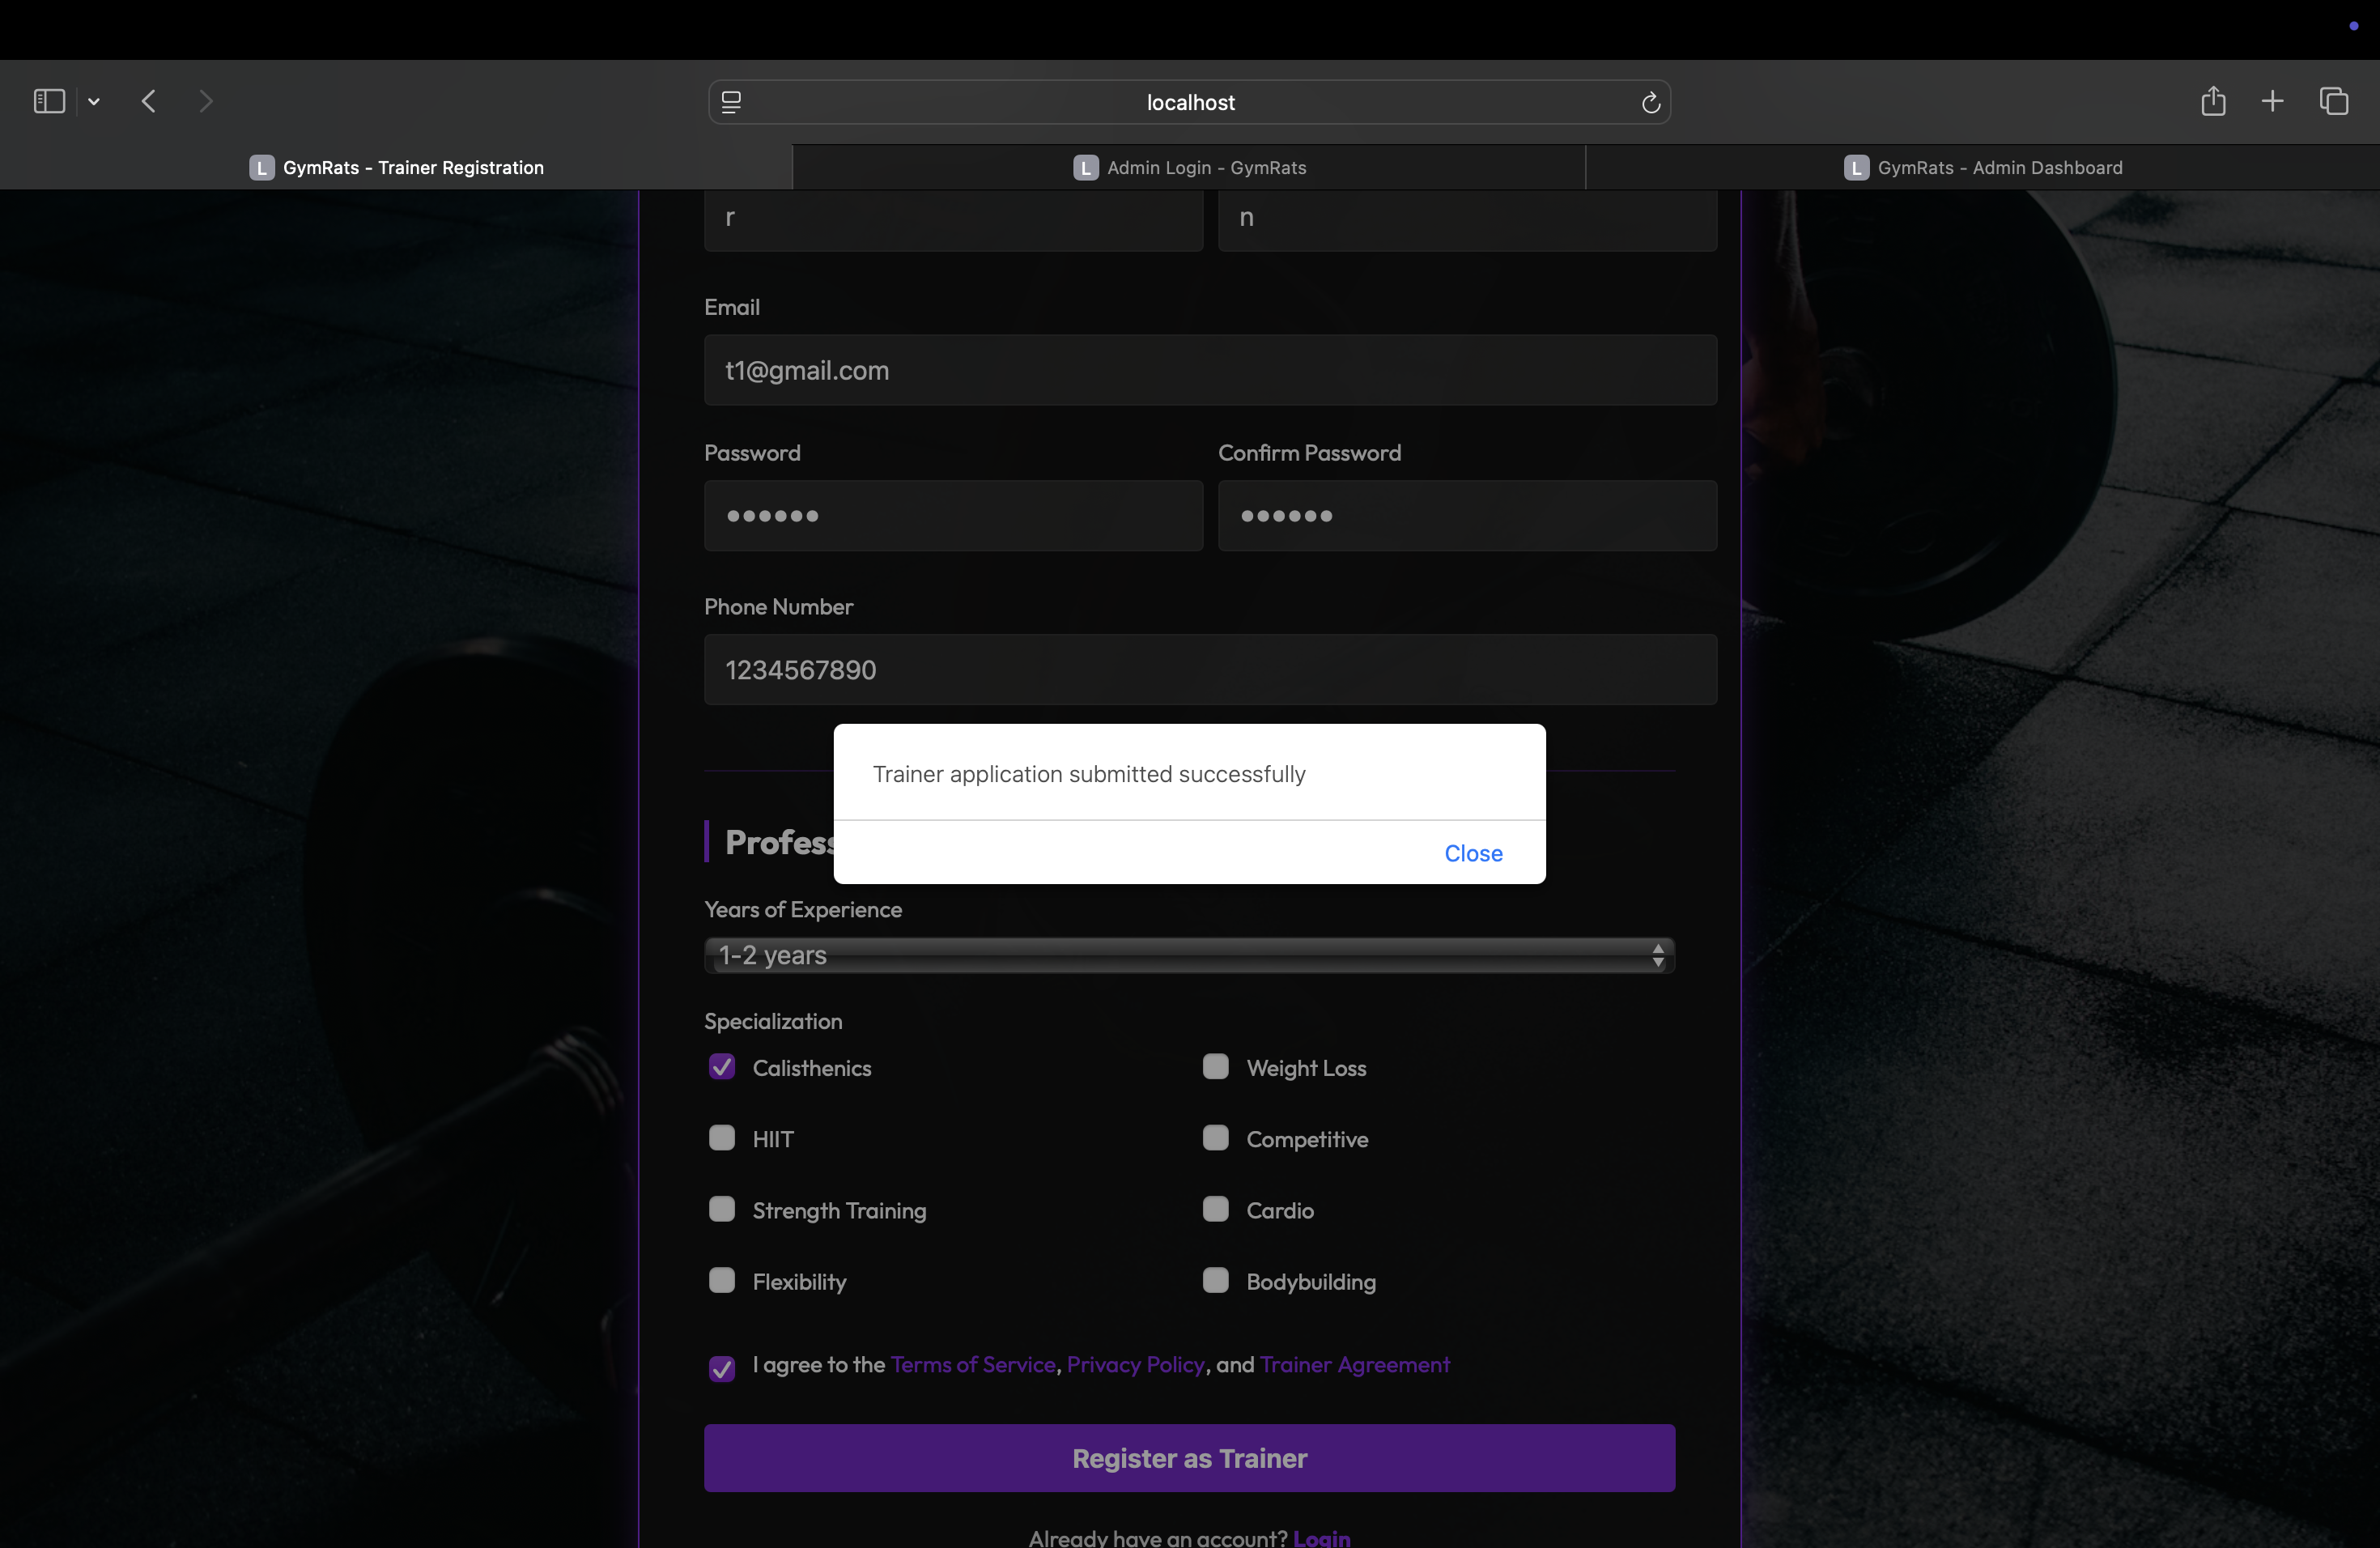 localhost
L GymRats - Trainer Registration
L Admin Login - GymRats
L GymRats - Admin Dashboard
r n
Email
t1@gmail.com
Password Confirm Password
•••••• ••••••
Phone Number
1234567890
Trainer application submitted successfully
Profess
Close
Years of Experience
1-2 years
Specialization
Calisthenics Weight Loss
HIIT Competitive
Strength Training Cardio
Flexibility Bodybuilding
I agree to the Terms of Service, Privacy Policy, and Trainer Agreement
Register as Trainer
Already have an account? Login